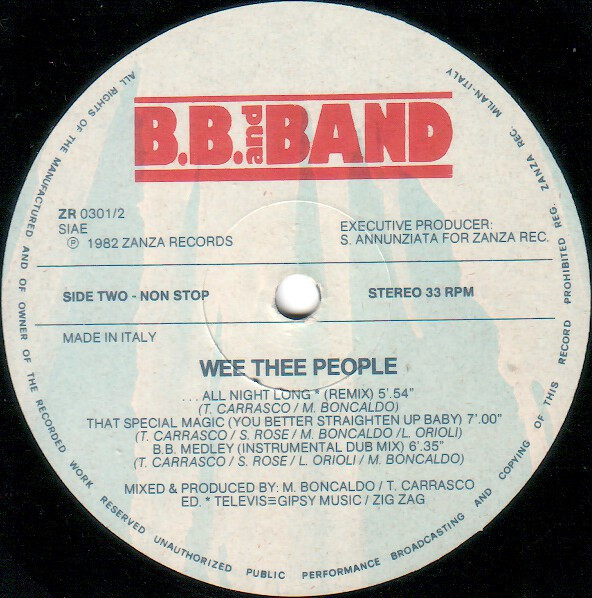 B.B. and BAND
ZR 0301/2
SIAE
℗ 1982 ZANZA RECORDS
EXECUTIVE PRODUCER:
S. ANNUNZIATA FOR ZANZA REC.
SIDE TWO - NON STOP
STEREO 33 RPM
MADE IN ITALY
WEE THEE PEOPLE
. . . ALL NIGHT LONG * (REMIX) 5'.54"
(T. CARRASCO / M. BONCALDO)
THAT SPECIAL MAGIC (YOU BETTER STRAIGHTEN UP BABY) 7'.00"
(T. CARRASCO / S. ROSE / M. BONCALDO / L. ORIOLI)
B.B. MEDLEY (INSTRUMENTAL DUB MIX) 6'.35"
(T. CARRASCO / S. ROSE / L. ORIOLI / M. BONCALDO)
MIXED & PRODUCED BY: M. BONCALDO / T. CARRASCO
ED. * TELEVIS≡GIPSY MUSIC / ZIG ZAG
ALL RIGHTS OF THE MANUFACTURED AND OF OWNER OF THE RECORDED WORK RESERVED UNAUTHORIZED PUBLIC PERFORMANCE BROADCASTING AND COPYING OF THIS RECORD PROHIBITED REG. ZANZA REC. MILAN-ITALY